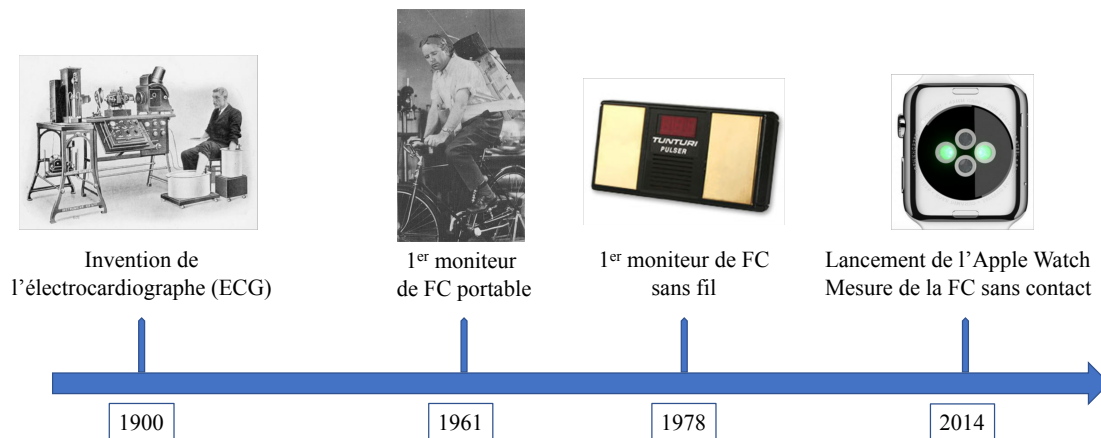 TUNTURI
PULSER
Invention de
l’électrocardiographe (ECG)
1er moniteur
de FC portable
1er moniteur de FC
sans fil
Lancement de l’Apple Watch
Mesure de la FC sans contact
1900
1961
1978
2014